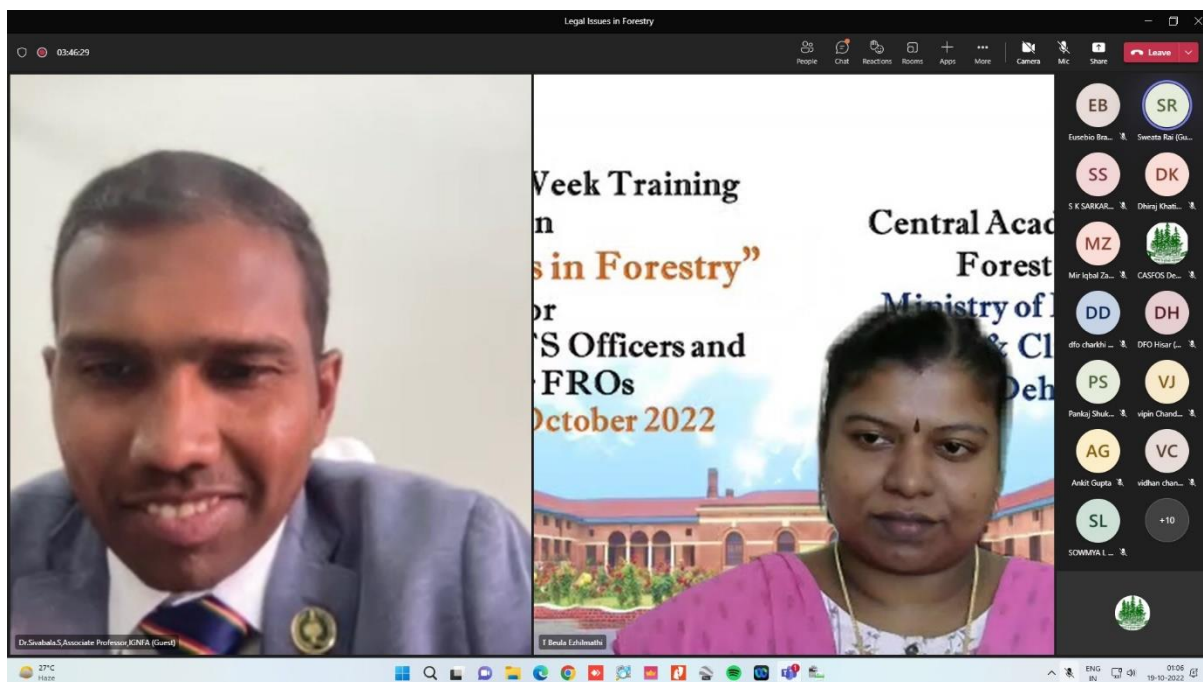 Legal Issues in Forestry
03:46:29
People Chat Reactions Rooms Apps More Camera Mic Share Leave
Week Training
n
s in Forestry”
or
S Officers and
FROs
October 2022
Central Acad
Forest
Ministry of
& Cl
Deh
Dr.Sivabala.S,Associate Professor,IGNFA (Guest)
T Beula Ezhilmathi
EB SR
Eusebio Bra... Sweata Rai (Gu...
SS DK
S K SARKAR... Dhiraj Khati...
MZ
Mir Iqbal Za... CASFOS De...
DD DH
dfo charkhi ... DFO Hisar (...
PS VJ
Pankaj Shuk... vipin Chand...
AG VC
Ankit Gupta vidhan chan...
SL +10
SOWMYA L ...
27°C
Haze
ENG
IN
01:06
19-10-2022